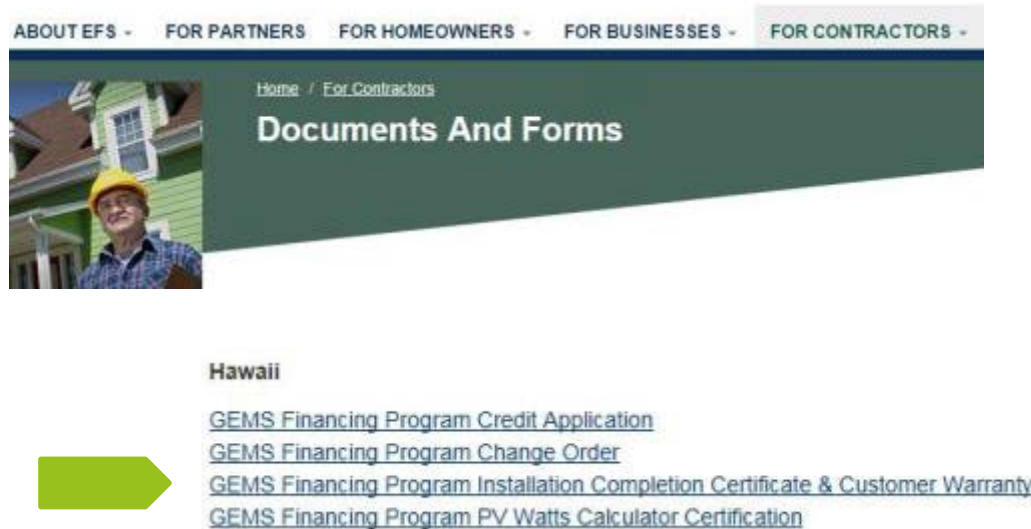 ABOUT EFS - FOR PARTNERS FOR HOMEOWNERS - FOR BUSINESSES - FOR CONTRACTORS -
Home / For Contractors
Documents And Forms
Hawaii
GEMS Financing Program Credit Application
GEMS Financing Program Change Order
GEMS Financing Program Installation Completion Certificate & Customer Warranty
GEMS Financing Program PV Watts Calculator Certification